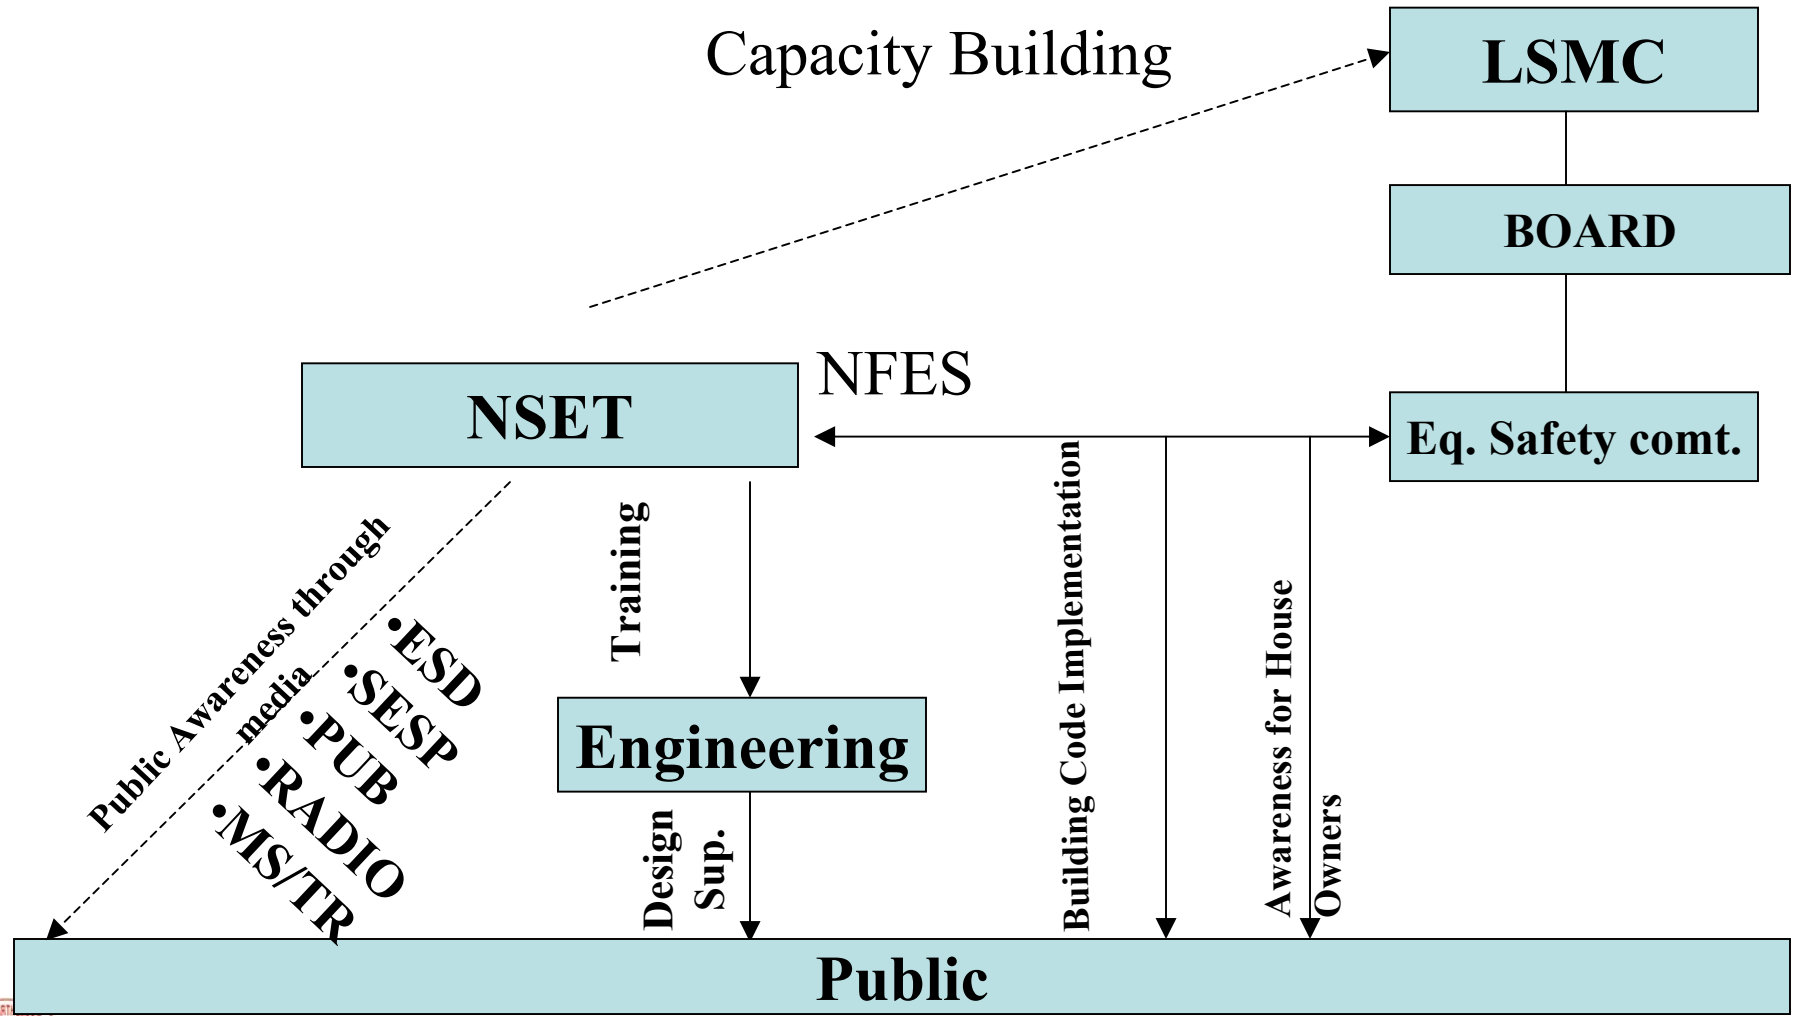 Capacity Building
LSMC
BOARD
NFES
NSET
Eq. Safety comt.
Public Awareness through
media
•ESD
•SESP
•PUB
•RADIO
•MS/TR
Training
Engineering
Design
Sup.
Building Code Implementation
Awareness for House
Owners
Public